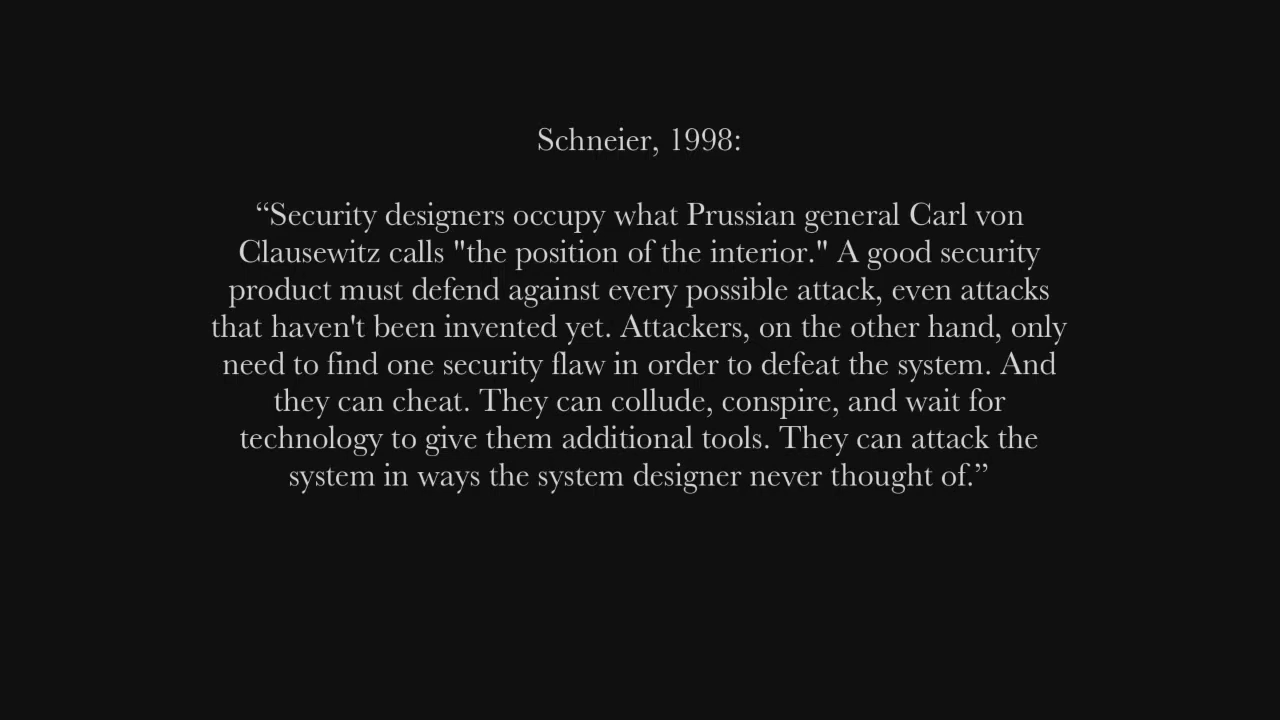 Schneier, 1998:
“Security designers occupy what Prussian general Carl von
Clausewitz calls "the position of the interior." A good security
product must defend against every possible attack, even attacks
that haven't been invented yet. Attackers, on the other hand, only
need to find one security flaw in order to defeat the system. And
they can cheat. They can collude, conspire, and wait for
technology to give them additional tools. They can attack the
system in ways the system designer never thought of.”